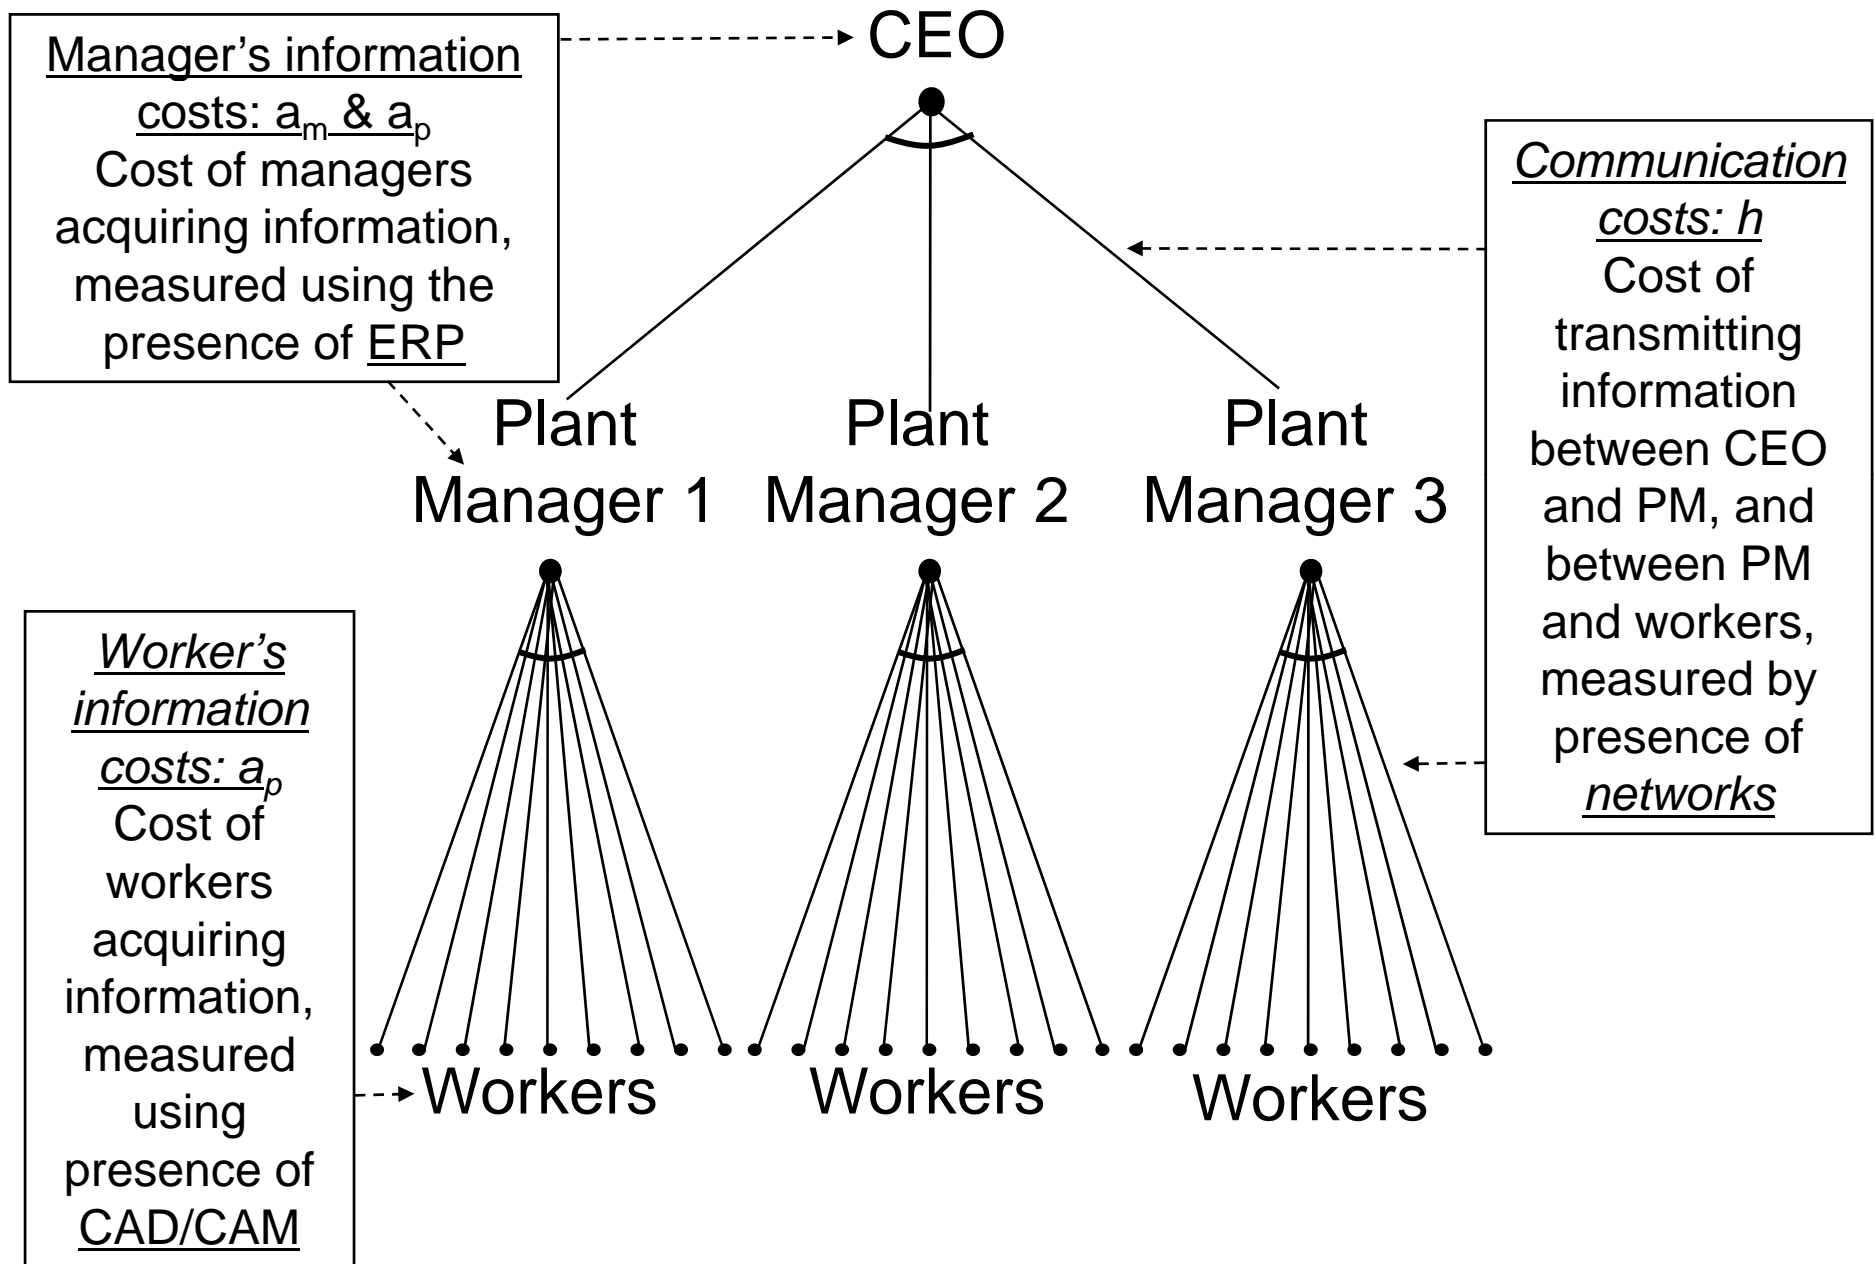 CEO
Manager’s information
costs: aₘ & aₚ
Cost of managers
acquiring information,
measured using the
presence of ERP
Communication
costs: h
Cost of
transmitting
information
between CEO
and PM, and
between PM
and workers,
measured by
presence of
networks
Plant
Manager 1
Plant
Manager 2
Plant
Manager 3
Worker’s
information
costs: aₚ
Cost of
workers
acquiring
information,
measured
using
presence of
CAD/CAM
Workers
Workers
Workers